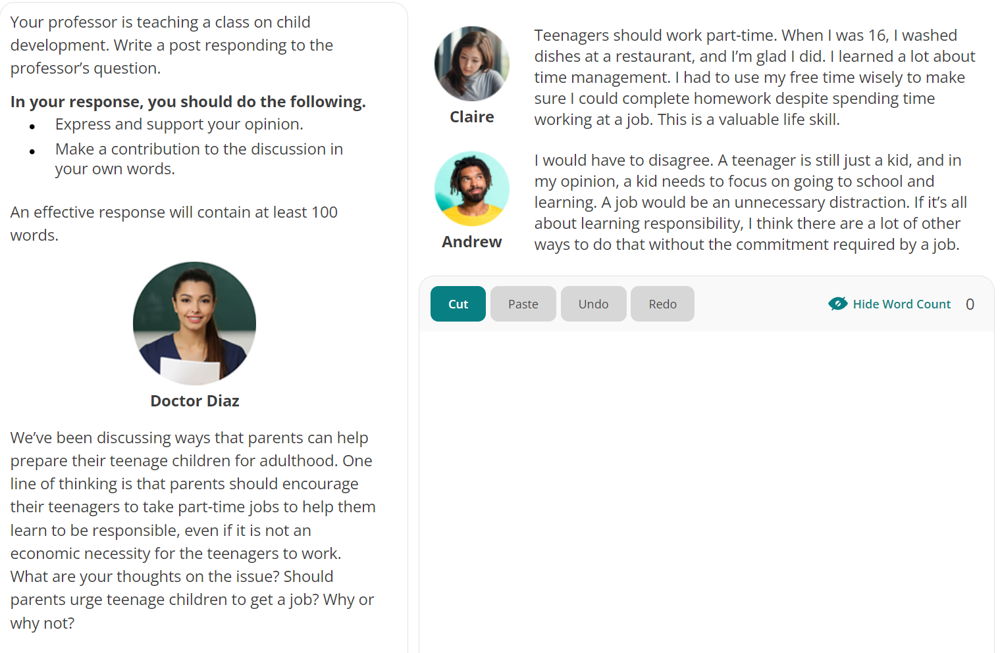 Your professor is teaching a class on child
development. Write a post responding to the
professor’s question.
In your response, you should do the following.
• Express and support your opinion.
• Make a contribution to the discussion in
your own words.
An effective response will contain at least 100
words.
Doctor Diaz
We’ve been discussing ways that parents can help
prepare their teenage children for adulthood. One
line of thinking is that parents should encourage
their teenagers to take part-time jobs to help them
learn to be responsible, even if it is not an
economic necessity for the teenagers to work.
What are your thoughts on the issue? Should
parents urge teenage children to get a job? Why or
why not?
Claire
Teenagers should work part-time. When I was 16, I washed
dishes at a restaurant, and I’m glad I did. I learned a lot about
time management. I had to use my free time wisely to make
sure I could complete homework despite spending time
working at a job. This is a valuable life skill.
Andrew
I would have to disagree. A teenager is still just a kid, and in
my opinion, a kid needs to focus on going to school and
learning. A job would be an unnecessary distraction. If it’s all
about learning responsibility, I think there are a lot of other
ways to do that without the commitment required by a job.
Cut Paste Undo Redo Hide Word Count 0